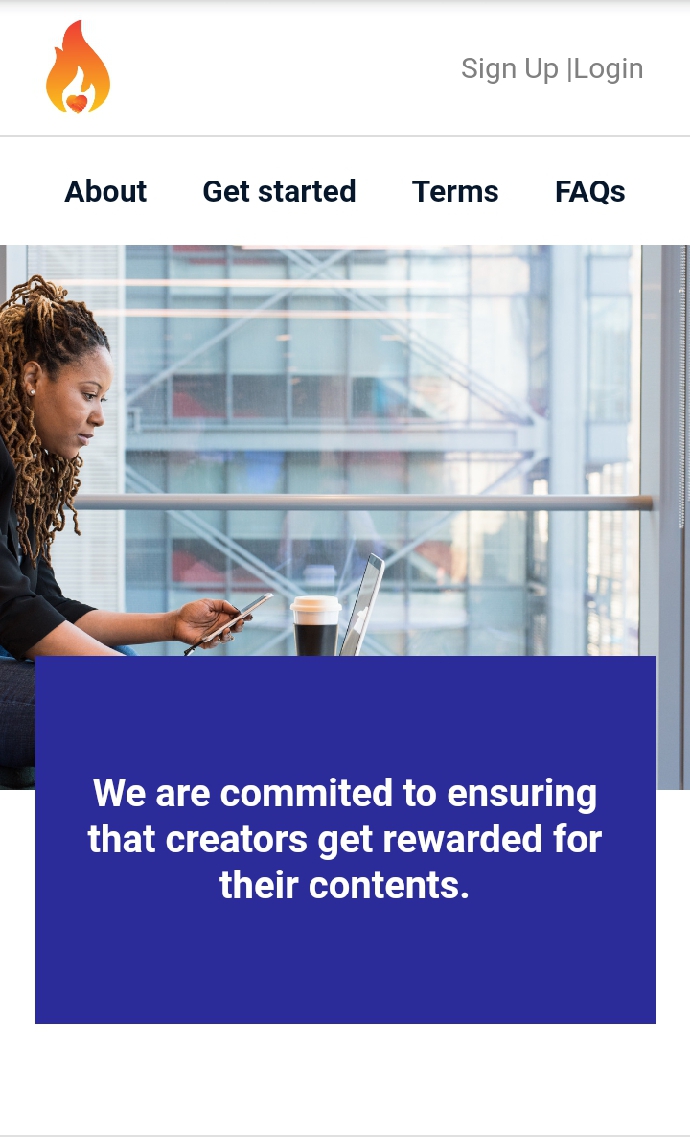 Sign Up |Login
About Get started Terms FAQs
We are commited to ensuring
that creators get rewarded for
their contents.